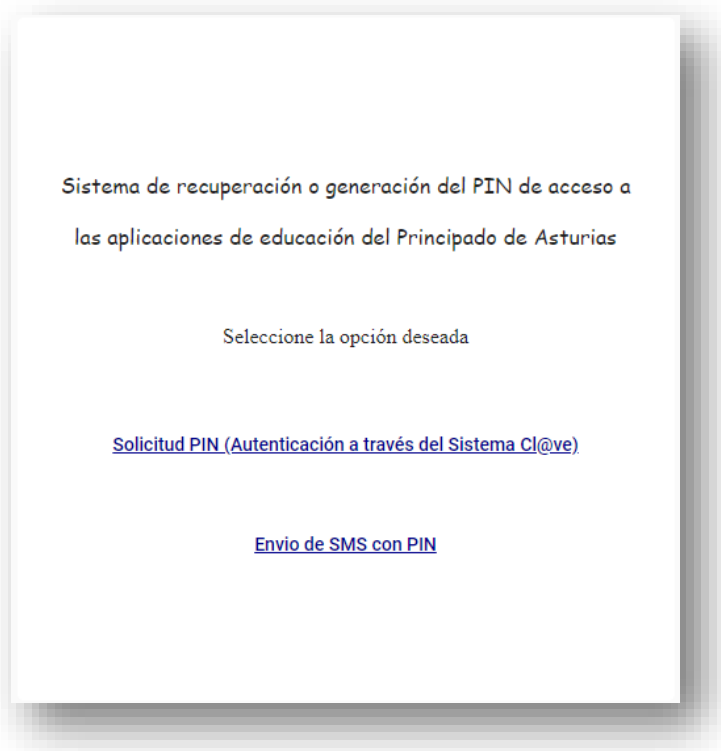 Sistema de recuperación o generación del PIN de acceso a
las aplicaciones de educación del Principado de Asturias
Seleccione la opción deseada
Solicitud PIN (Autenticación a través del Sistema Cl@ve)
Envio de SMS con PIN